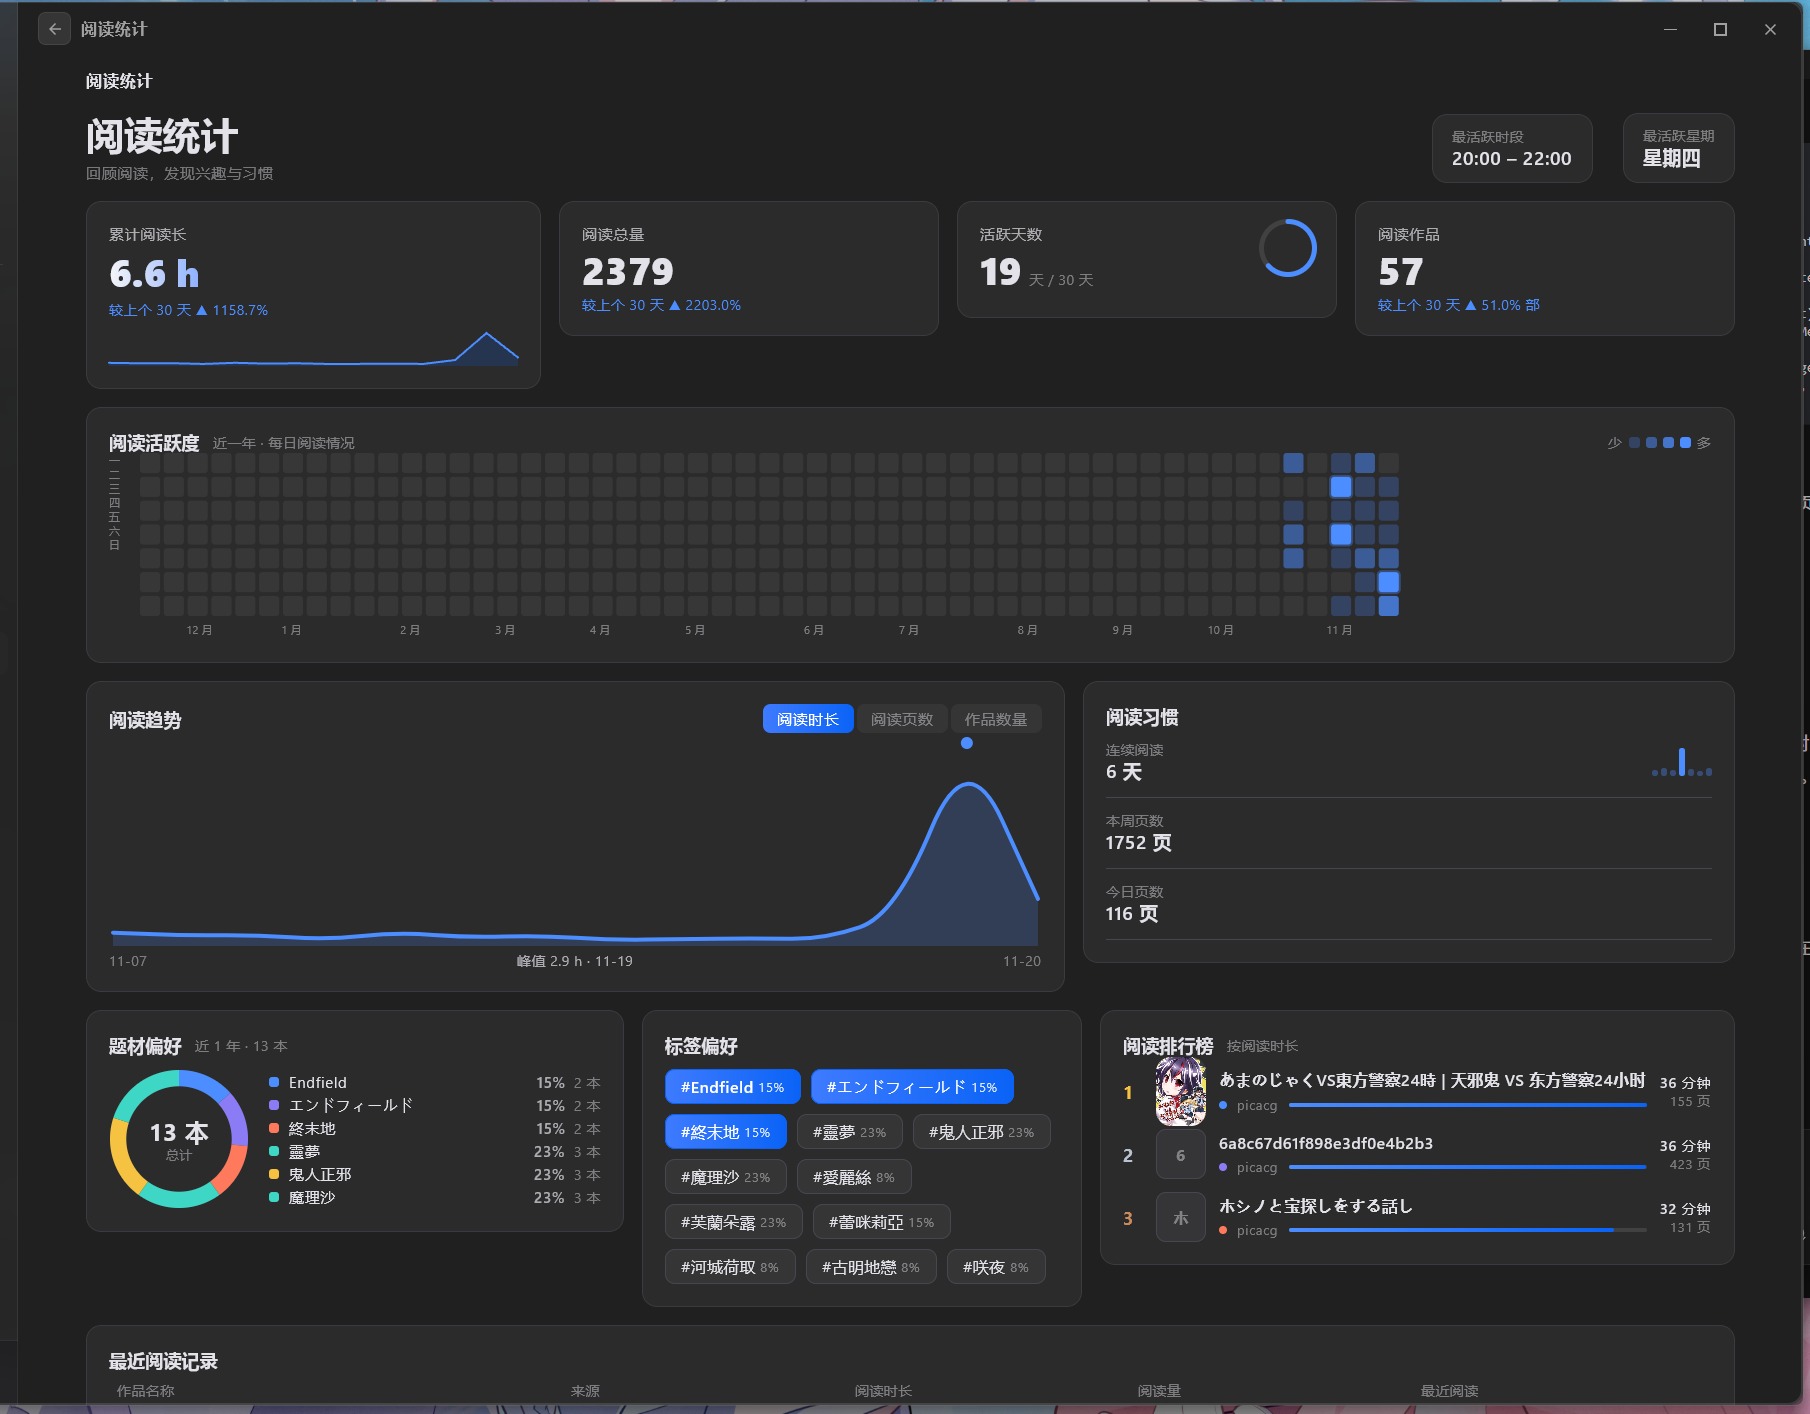 阅读统计
阅读统计
阅读统计
回顾阅读，发现兴趣与习惯
最活跃时段
20:00 – 22:00
最活跃星期
星期四
累计阅读长
6.6 h
较上个 30 天 ▲ 1158.7%
阅读总量
2379
较上个 30 天 ▲ 2203.0%
活跃天数
19 天 / 30 天
阅读作品
57
较上个 30 天 ▲ 51.0% 部
阅读活跃度 近一年 · 每日阅读情况
少 多
一
二
三
四
五
六
日
12 月 1 月 2 月 3 月 4 月 5 月 6 月 7 月 8 月 9 月 10 月 11 月
阅读趋势
阅读时长 阅读页数 作品数量
11-07 峰值 2.9 h · 11-19 11-20
阅读习惯
连续阅读
6 天
本周页数
1752 页
今日页数
116 页
题材偏好 近 1 年 · 13 本
13 本
总计
Endfield 15% 2 本
エンドフィールド 15% 2 本
終末地 15% 2 本
靈夢 23% 3 本
鬼人正邪 23% 3 本
魔理沙 23% 3 本
标签偏好
#Endfield 15% #エンドフィールド 15%
#終末地 15% #靈夢 23% #鬼人正邪 23%
#魔理沙 23% #愛麗絲 8%
#芙蘭朵露 23% #蕾咪莉亞 15%
#河城荷取 8% #古明地戀 8% #咲夜 8%
阅读排行榜 按阅读时长
1 あまのじゃくVS東方警察24時 | 天邪鬼 VS 东方警察24小时 36 分钟
picacg 155 页
2 6 6a8c67d61f898e3df0e4b2b3 36 分钟
picacg 423 页
3 ホ ホシノと宝探しをする話し 32 分钟
picacg 131 页
最近阅读记录
作品名称 来源 阅读时长 阅读量 最近阅读